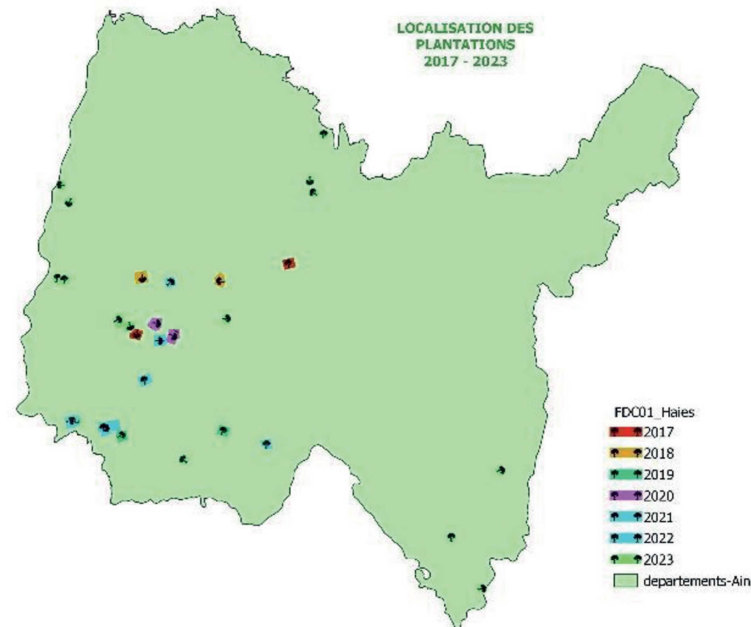 LOCALISATION DES
PLANTATIONS
2017 - 2023
FDC01_Haies
2017
2018
2019
2020
2021
2022
2023
departements-Ain